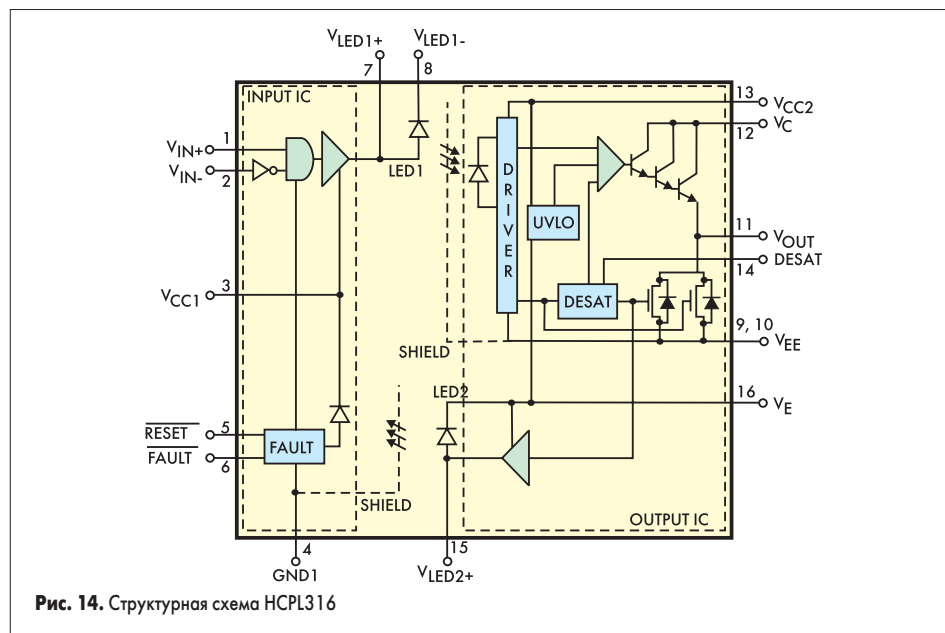 VLED1+
VLED1-
7
8
INPUT IC
13
VCC2
VC
12
1
VIN+
VIN-
2
LED1
DRIVER
UVLO
11
VOUT
DESAT
14
3
VCC1
DESAT
9, 10
VEE
SHIELD
LED2
16
VE
RESET
5
FAULT
FAULT
6
SHIELD
OUTPUT IC
4
15
GND1
VLED2+
Рис. 14. Структурная схема HCPL316